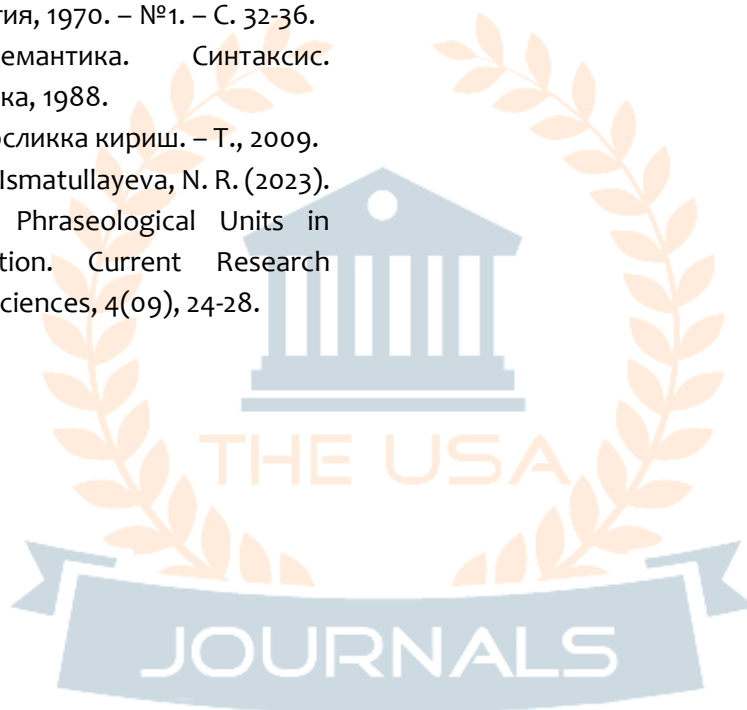 тия, 1970. – №1. – С. 32-36.
емантика. Синтаксис.
ка, 1988.
сликка кириш. – Т., 2009.
Ismatullayeva, N. R. (2023).
Phraseological Units in
tion. Current Research
ciences, 4(09), 24-28.
THE USA
JOURNALS